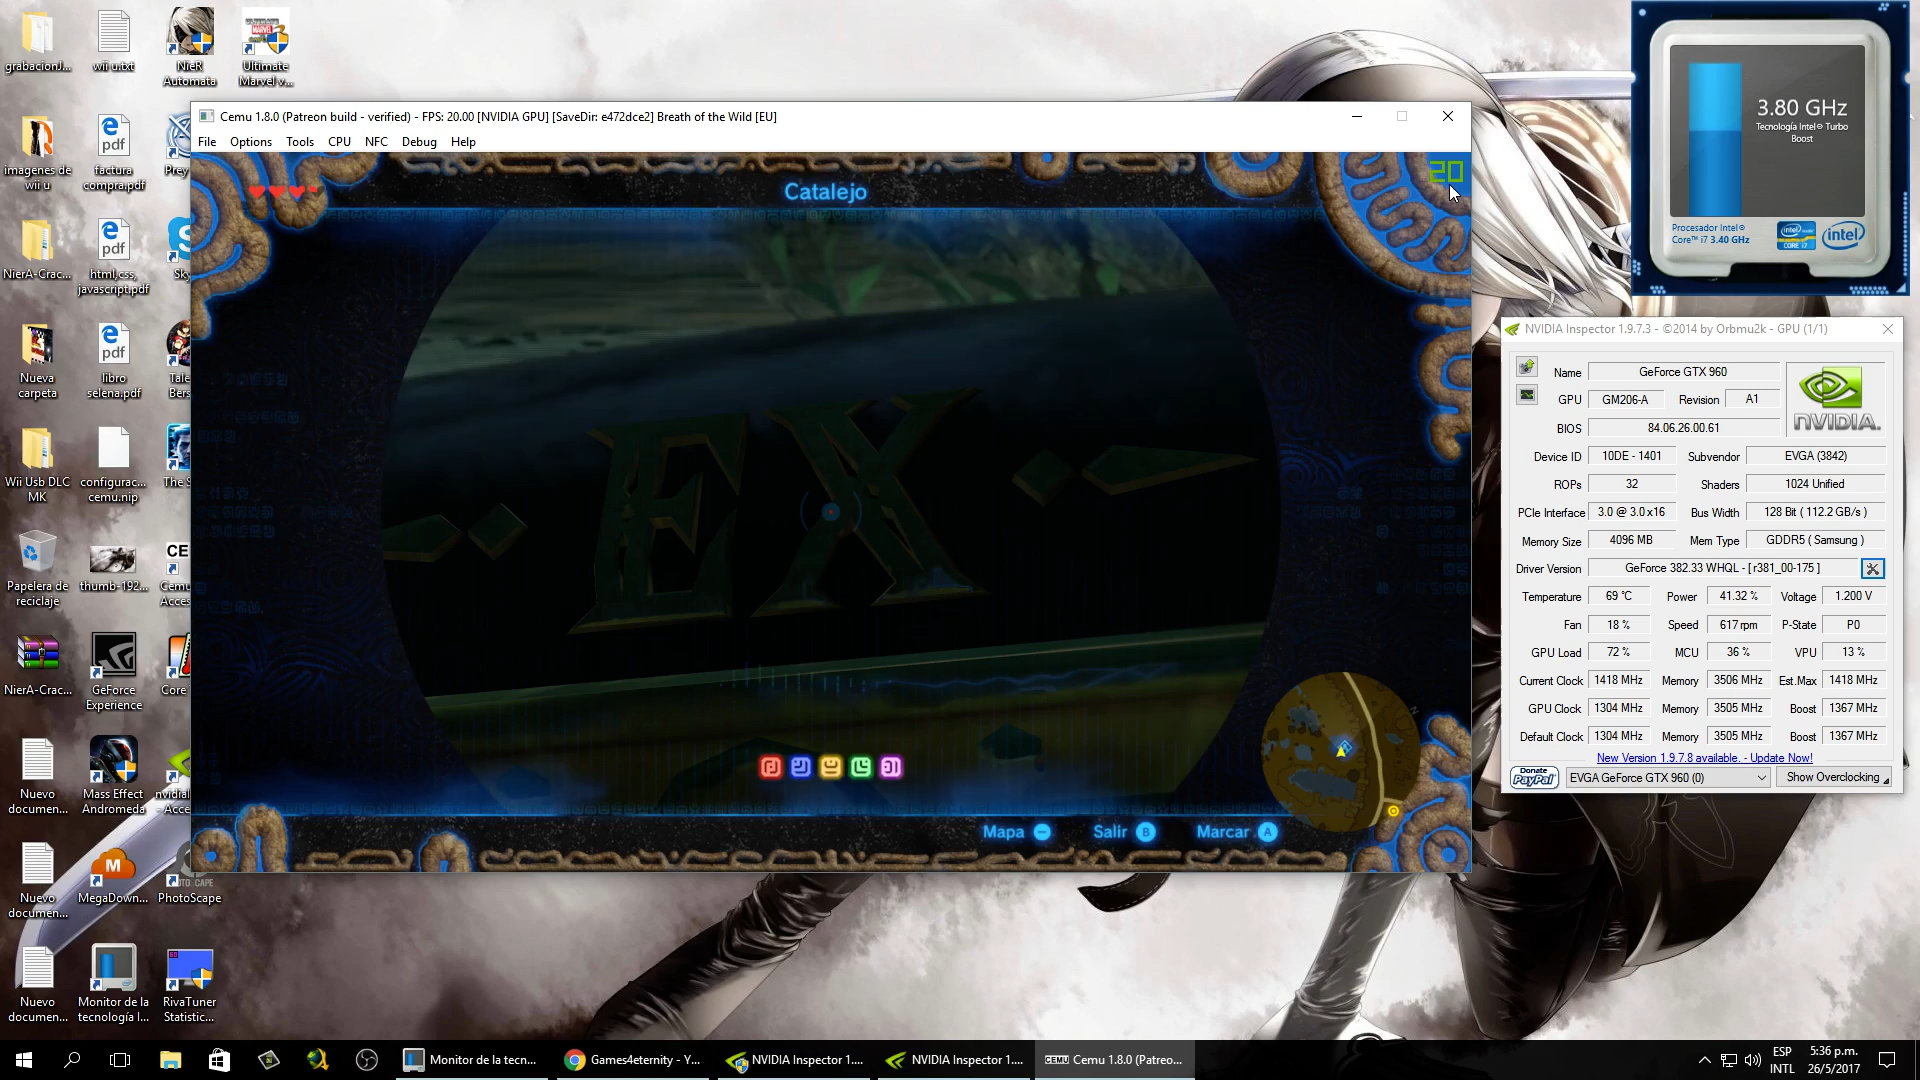 grabacionJ...
wii u.txt
NieR
Automata
Ultimate
Marvel v...
imagenes de
wii u
factura
compra.pdf
Prey
NierA-Crac...
html,css,
javascript.pdf
Sky
Nueva
carpeta
libro
selena.pdf
Tale
Bers
Wii Usb DLC
MK
configurac...
cemu.nip
The S
Papelera de
reciclaje
thumb-192...
Cemu
Acces
NierA-Crac...
GeForce
Experience
Core
Nuevo
documen...
Mass Effect
Andromeda
nvidiaI
- Acce
Nuevo
documen...
MegaDown...
PhotoScape
Nuevo
documen...
Monitor de la
tecnología I...
RivaTuner
Statistic...
Cemu 1.8.0 (Patreon build - verified) - FPS: 20.00 [NVIDIA GPU] [SaveDir: e472dce2] Breath of the Wild [EU]
File Options Tools CPU NFC Debug Help
20
Catalejo
EX
Mapa - Salir B Marcar A
3.80 GHz
Tecnología Intel® Turbo
Boost
Procesador Intel®
Core™ i7 3.40 GHz
intel
CORE i7
intel
NVIDIA Inspector 1.9.7.3 - ©2014 by Orbmu2k - GPU (1/1)
Name GeForce GTX 960
GPU GM206-A Revision A1
BIOS 84.06.26.00.61
NVIDIA.
Device ID 10DE - 1401 Subvendor EVGA (3842)
ROPs 32 Shaders 1024 Unified
PCIe Interface 3.0 @ 3.0 x16 Bus Width 128 Bit ( 112.2 GB/s )
Memory Size 4096 MB Mem Type GDDR5 ( Samsung )
Driver Version GeForce 382.33 WHQL - [ r381_00-175 ]
Temperature 69 °C Power 41.32 % Voltage 1.200 V
Fan 18 % Speed 617 rpm P-State P0
GPU Load 72 % MCU 36 % VPU 13 %
Current Clock 1418 MHz Memory 3506 MHz Est.Max 1418 MHz
GPU Clock 1304 MHz Memory 3505 MHz Boost 1367 MHz
Default Clock 1304 MHz Memory 3505 MHz Boost 1367 MHz
New Version 1.9.7.8 available. - Update Now!
Donate
PayPal
EVGA GeForce GTX 960 (0)
Show Overclocking
Monitor de la tecn...
Games4eternity - Y...
NVIDIA Inspector 1....
NVIDIA Inspector 1....
CEMU Cemu 1.8.0 (Patreo...
ESP
INTL
5:36 p.m.
26/5/2017